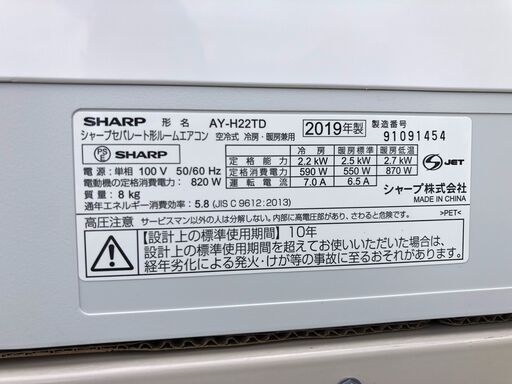 SHARP 形 名 AY-H22TD 2019年製 製造番号 91091454
シャープセパレート形ルームエアコン 空冷式 冷房・暖房兼用
PS E SHARP
電源：単相 100 V 50/60 Hz
電動機の定格消費電力： 820 W
質量：8 kg
通年エネルギー消費効率： 5.8 (JIS C 9612:2013)
冷 房 暖房標準 暖房低温
定 格 能 力 2.2 kW 2.5 kW 2.7 kW
定格消費電力 590 W 550 W 870 W
運 転 電 流 7.0 A 6.5 A
S JET
シャープ株式会社
MADE IN CHINA
高圧注意 サービスマン以外の人は分解しないでください。内部に高電圧部があり、大変危険です。
>PET<
【設計上の標準使用期間】10年
設計上の標準使用期間を超えてお使いいただいた場合は、
経年劣化による発火・けが等の事故に至るおそれがあります。